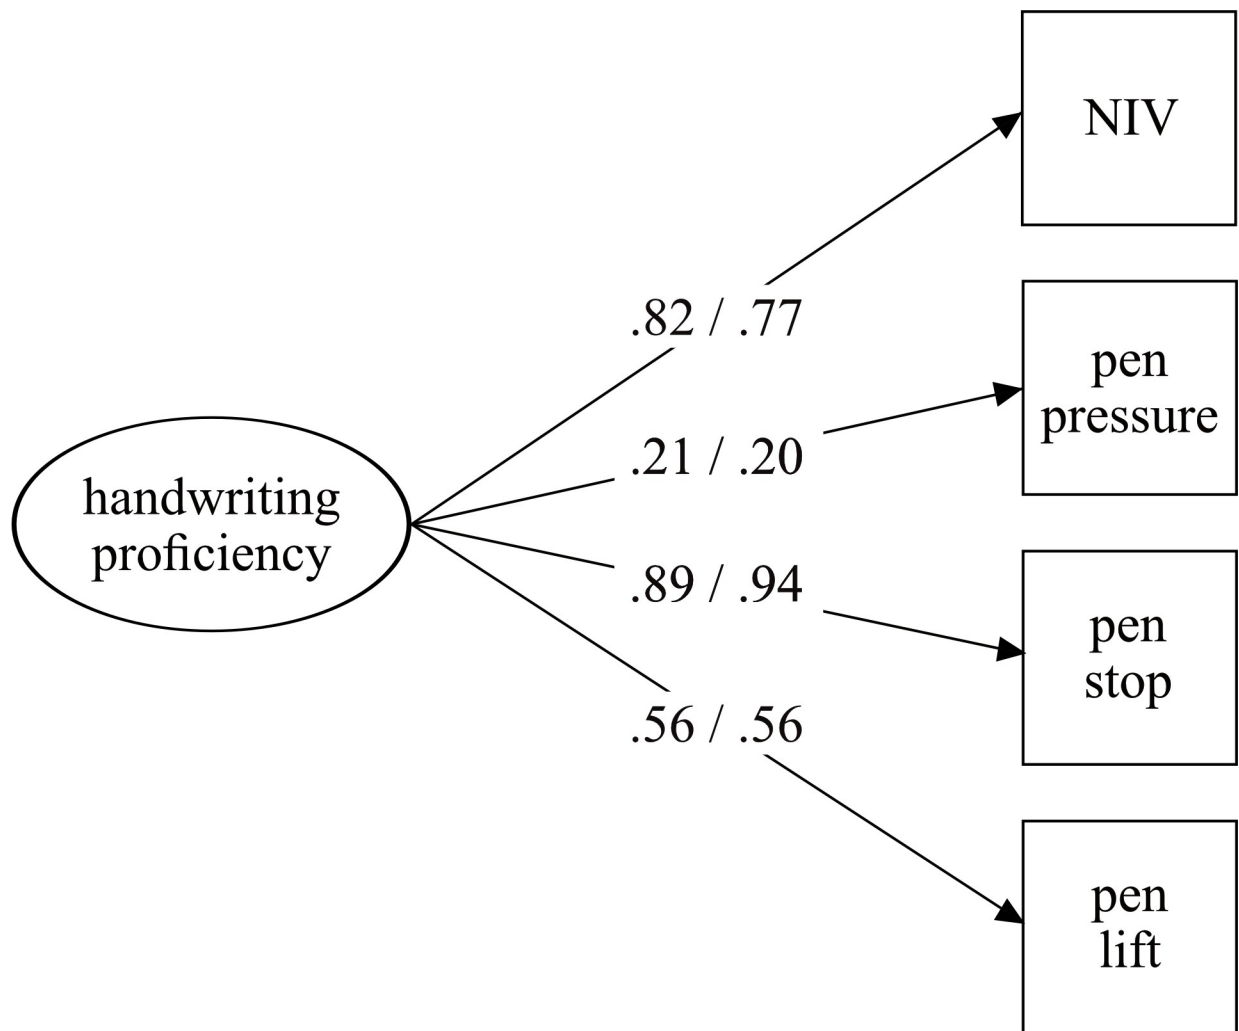 NIV
.82 / .77
pen
pressure
.21 / .20
handwriting
proficiency
.89 / .94
pen
stop
.56 / .56
pen
lift